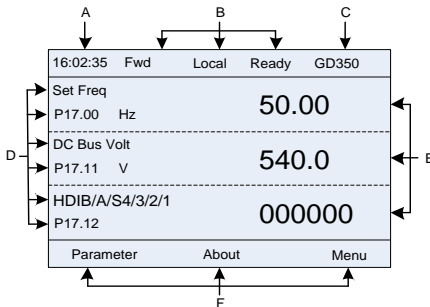 A B C
16:02:35 Fwd Local Ready GD350
Set Freq
P17.00 Hz 50.00
DC Bus Volt
P17.11 V 540.0
D E
HDIB/A/S4/3/2/1
P17.12 000000
Parameter About Menu
F